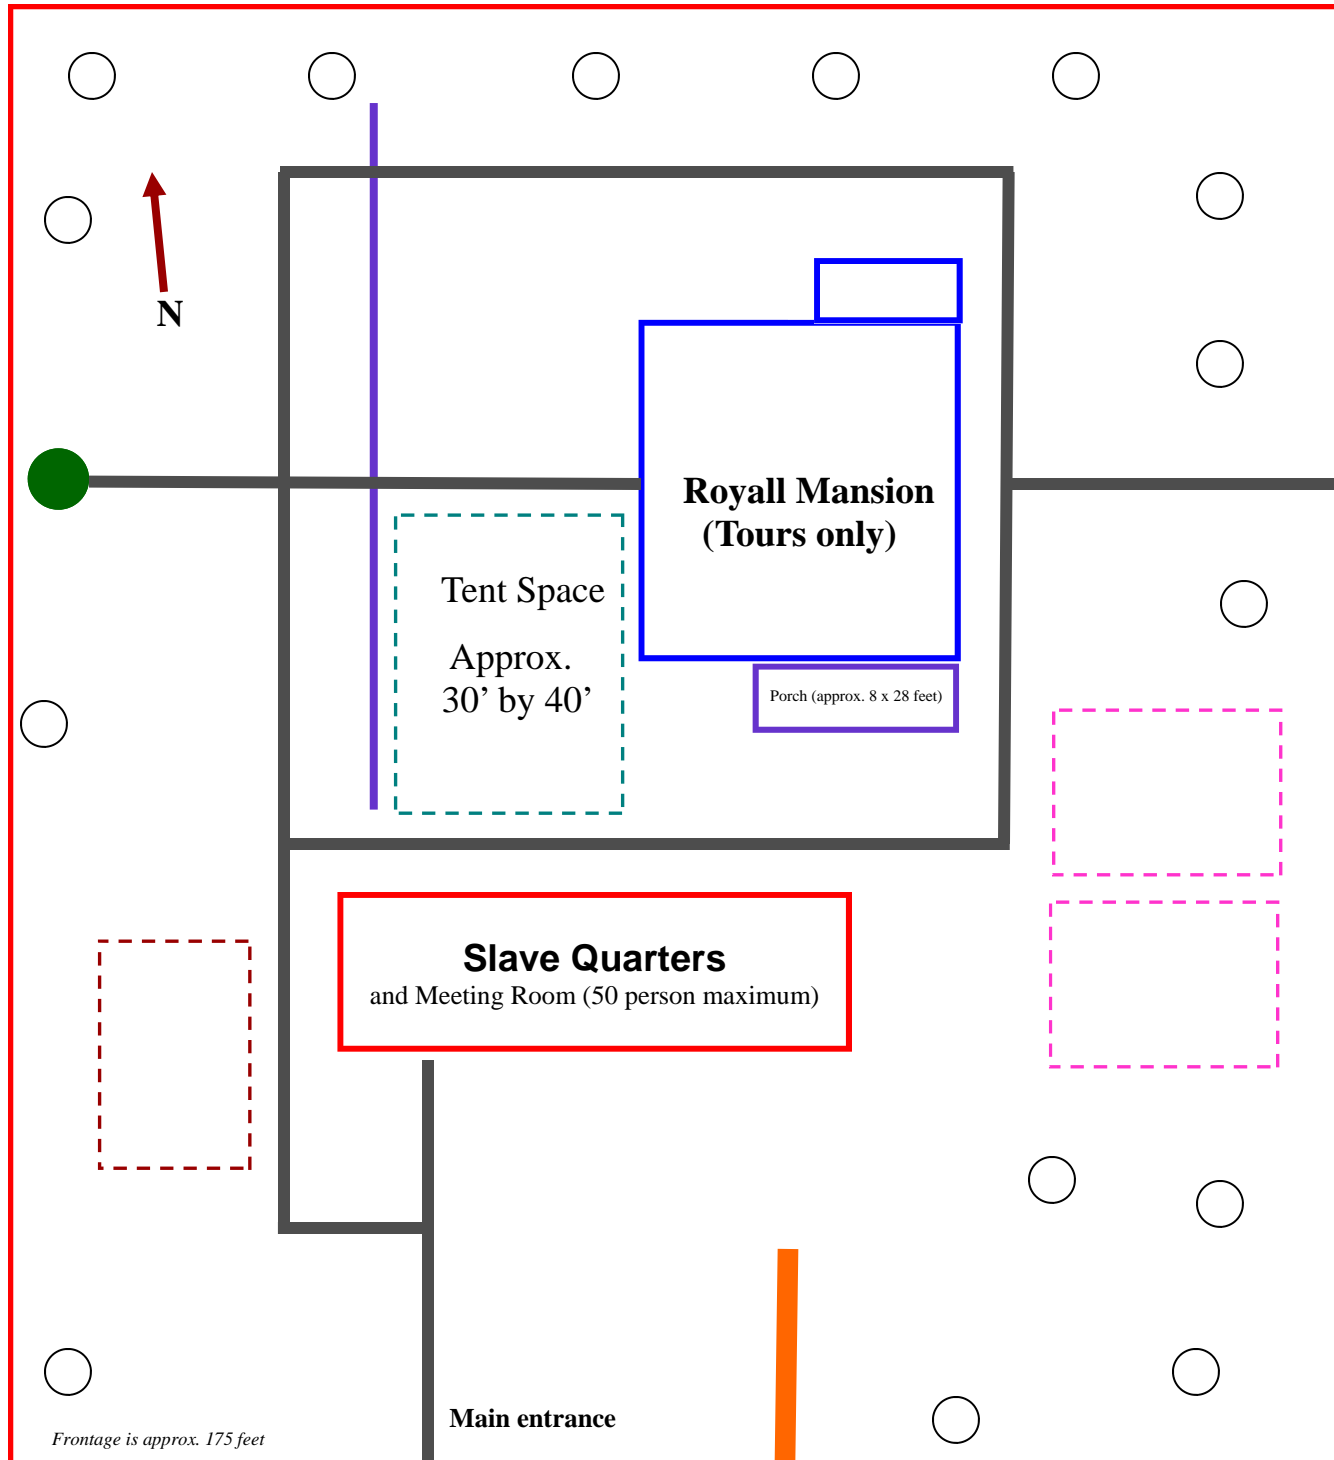 N
Royall Mansion
(Tours only)
Tent Space
Approx.
30’ by 40’
Porch (approx. 8 x 28 feet)
Slave Quarters
and Meeting Room (50 person maximum)
Main entrance
Frontage is approx. 175 feet